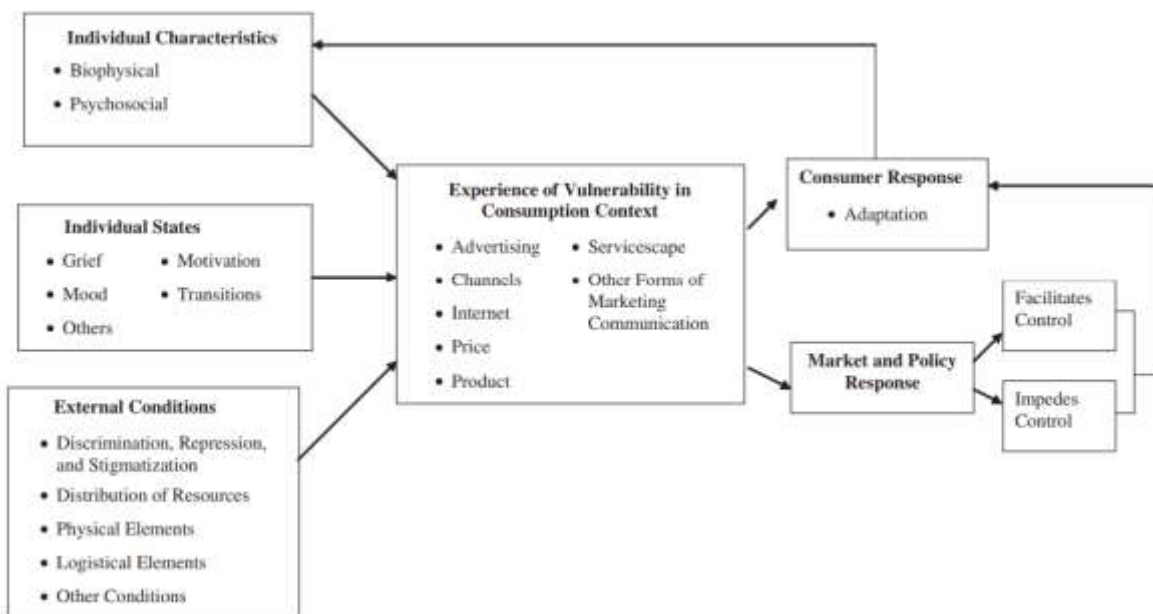 Individual Characteristics
• Biophysical
• Psychosocial
Individual States
• Grief
• Mood
• Others
• Motivation
• Transitions
External Conditions
• Discrimination, Repression,
and Stigmatization
• Distribution of Resources
• Physical Elements
• Logistical Elements
• Other Conditions
Experience of Vulnerability in
Consumption Context
• Advertising
• Channels
• Internet
• Price
• Product
• Servicescape
• Other Forms of
Marketing
Communication
Consumer Response
• Adaptation
Market and Policy
Response
Facilitates
Control
Impedes
Control